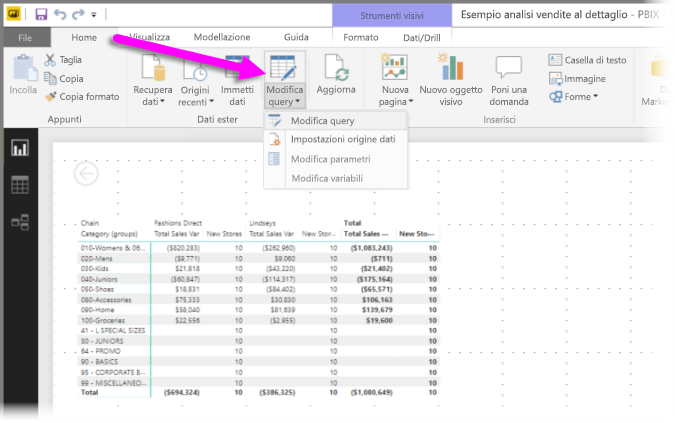 Strumenti visivi Esempio analisi vendite al dettaglio - PBIX -
File Home Visualizza Modellazione Guida Formato Dati/Drill
Incolla
Taglia
Copia
Copia formato
Appunti
Recupera dati
Origini recenti
Immetti dati
Dati ester
Modifica query
Aggiorna
Nuova pagina
Nuovo oggetto visivo
Poni una domanda
Casella di testo
Immagine
Forme
Inserisci
Modifica query
Impostazioni origine dati
Modifica parametri
Modifica variabili
Chain Fashions Direct Lindseys Total
Category (groups) Total Sales Var New Stores Total Sales Var New Stor... Total Sales ... New Sto...
010-Womens & 06... ($820,283) 10 ($262,960) 10 ($1,083,243) 10
020-Mens ($9,771) 10 $9,060 10 ($711) 10
030-Kids $21,818 10 ($43,220) 10 ($21,402) 10
040-Juniors ($60,847) 10 ($114,317) 10 ($175,164) 10
050-Shoes $18,831 10 ($84,402) 10 ($65,571) 10
080-Accessories $75,333 10 $30,830 10 $106,163 10
090-Home $58,040 10 $81,639 10 $139,679 10
100-Groceries $22,556 10 ($2,955) 10 $19,600 10
41 - L SPECIAL SIZES 10 10 10
50 - JUNIORS 10 10 10
64 - PROMO 10 10 10
90 - BASICS 10 10 10
95 - CORPORATE B... 10 10 10
99 - MISCELLANEO... 10 10 10
Total ($694,324) 10 ($386,325) 10 ($1,080,649) 10